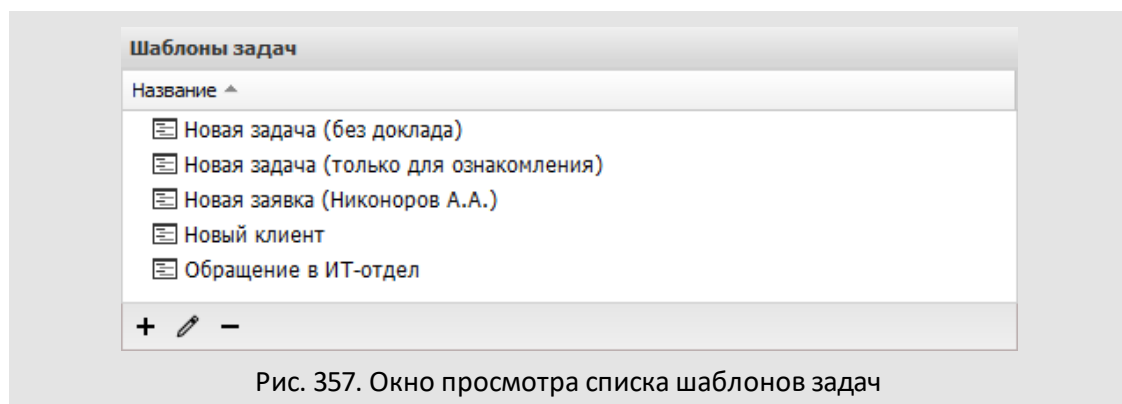 Шаблоны задач
Название
Новая задача (без доклада)
Новая задача (только для ознакомления)
Новая заявка (Никоноров А.А.)
Новый клиент
Обращение в ИТ-отдел
Рис. 357. Окно просмотра списка шаблонов задач